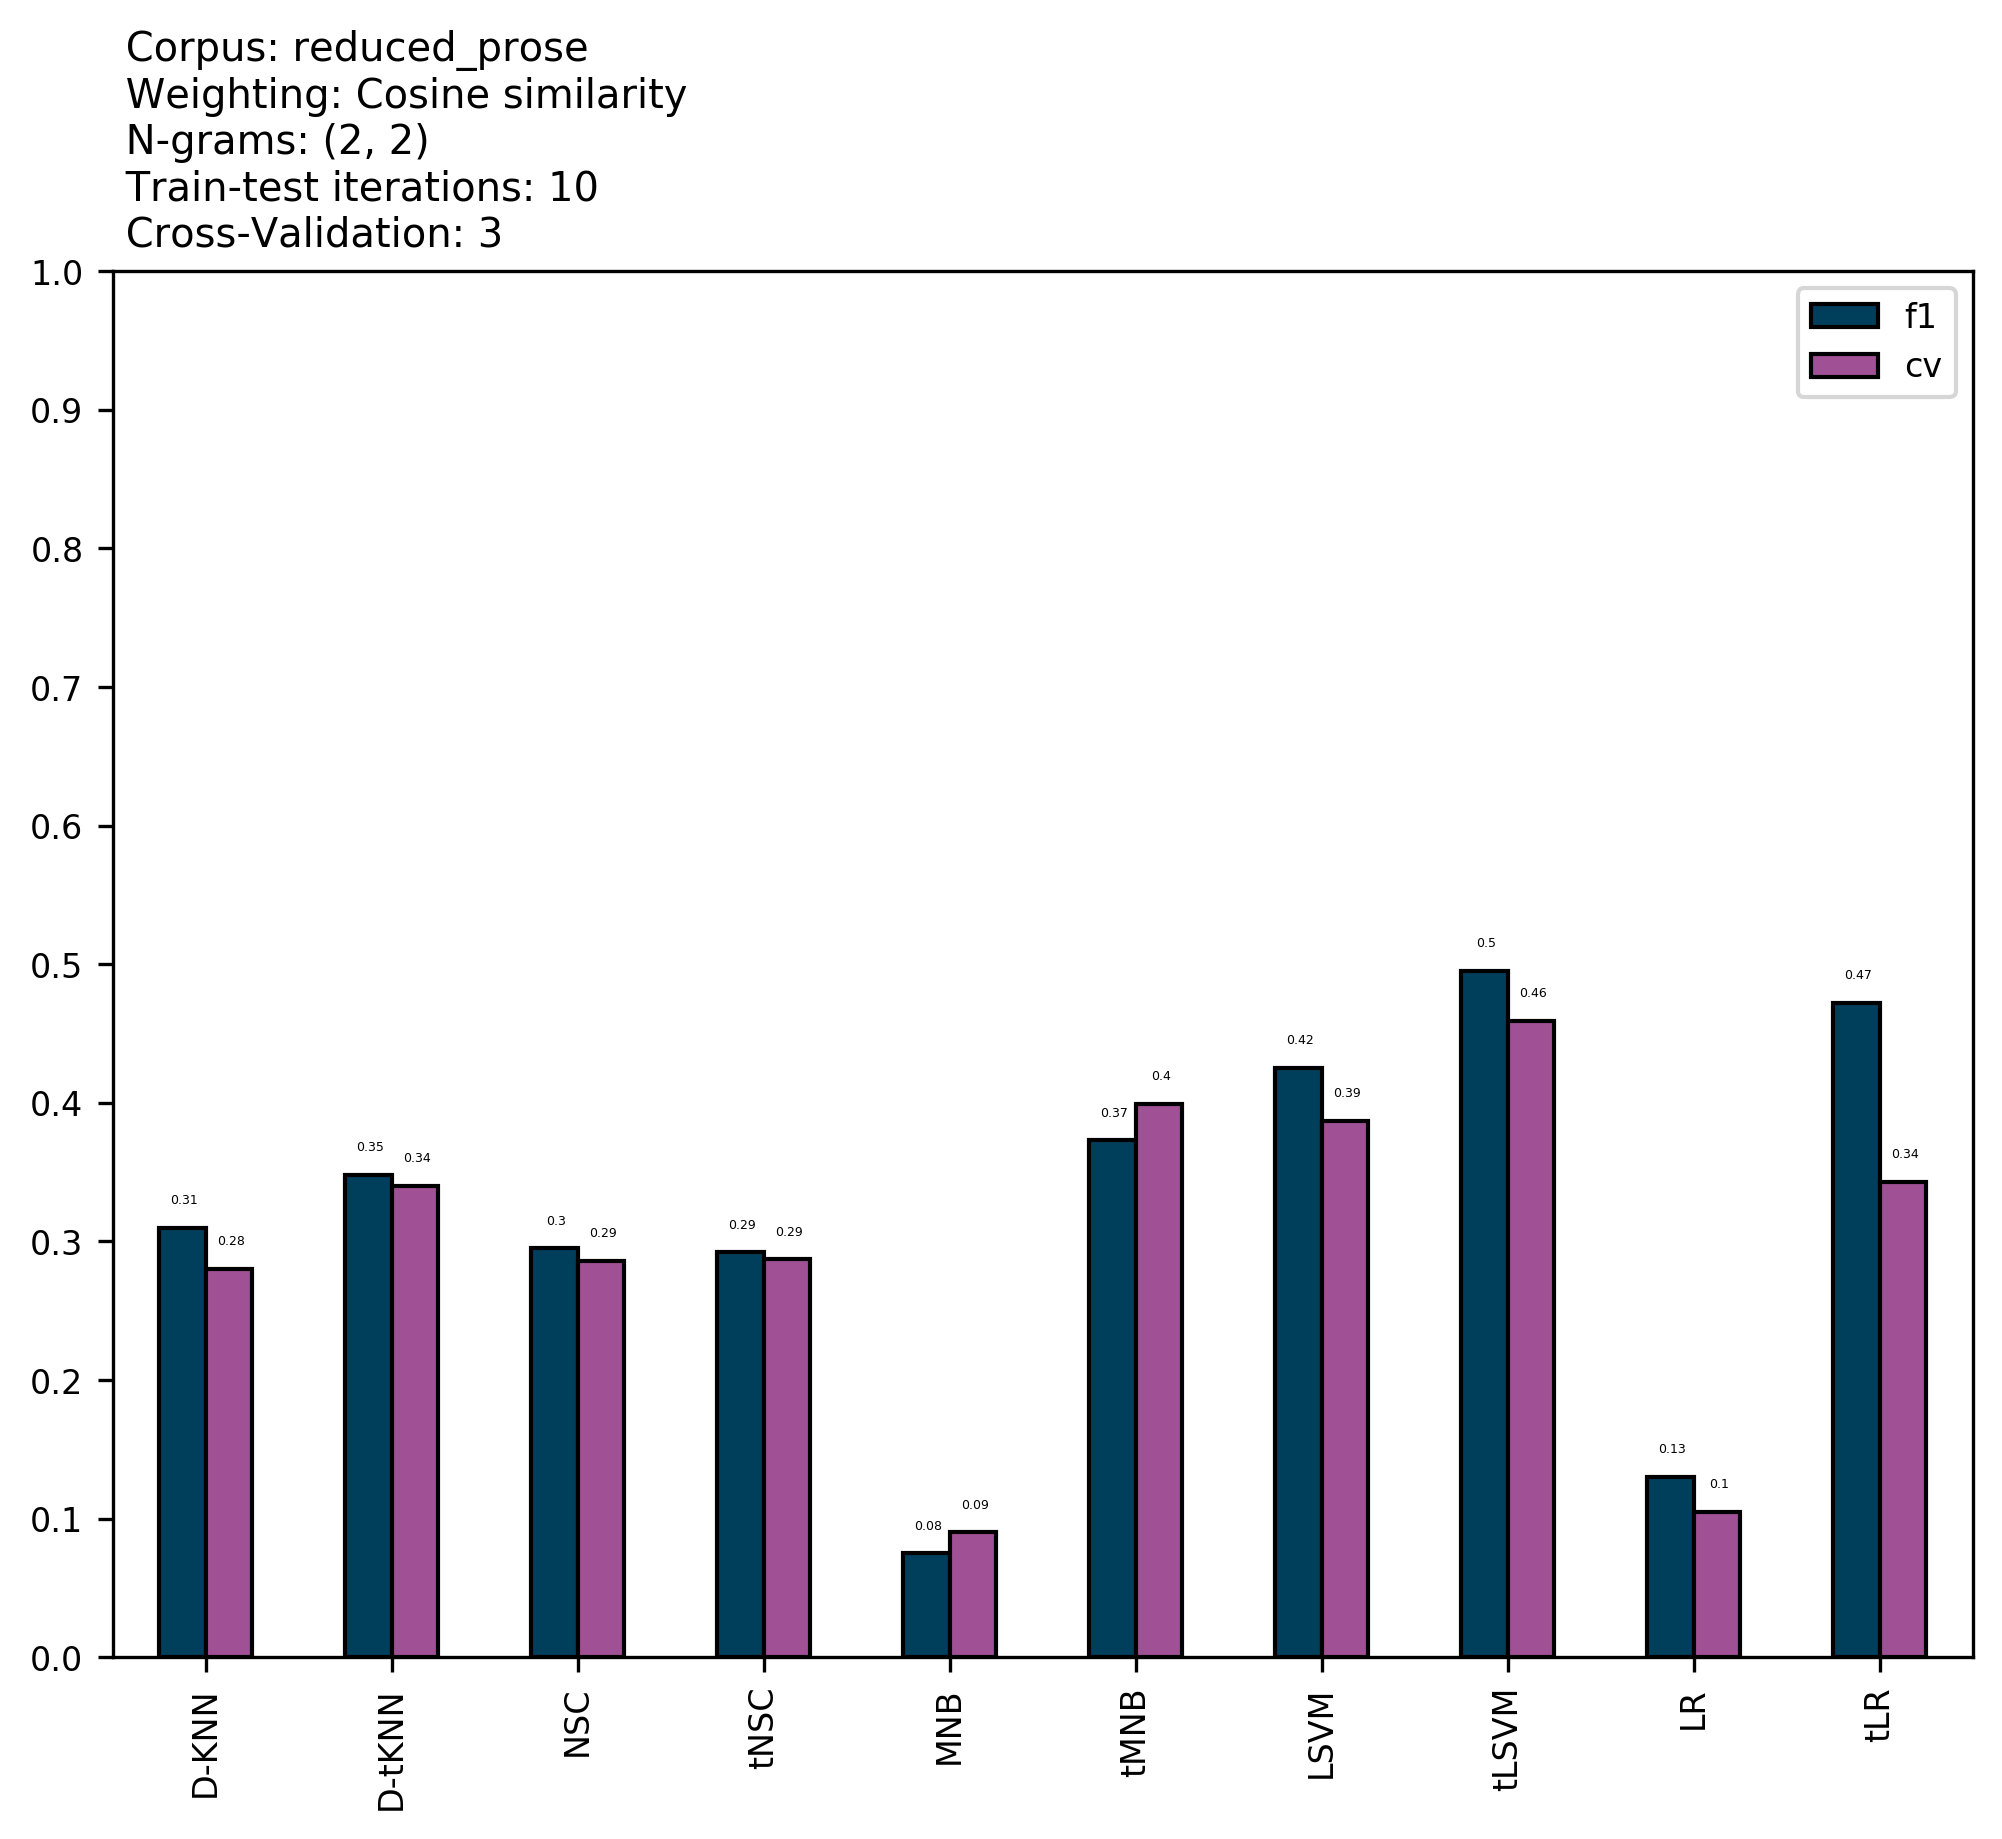 Corpus: reduced_prose
Weighting: Cosine similarity
N-grams: (2, 2)
Train-test iterations: 10
Cross-Validation: 3
1.0
0.9
0.8
0.7
0.6
0.5
0.4
0.3
0.2
0.1
0.0
f1
cv
0.31
0.28
0.35
0.34
0.3
0.29
0.29
0.29
0.08
0.09
0.37
0.4
0.42
0.39
0.5
0.46
0.13
0.1
0.47
0.34
D-KNN
D-tKNN
NSC
tNSC
MNB
tMNB
LSVM
tLSVM
LR
tLR